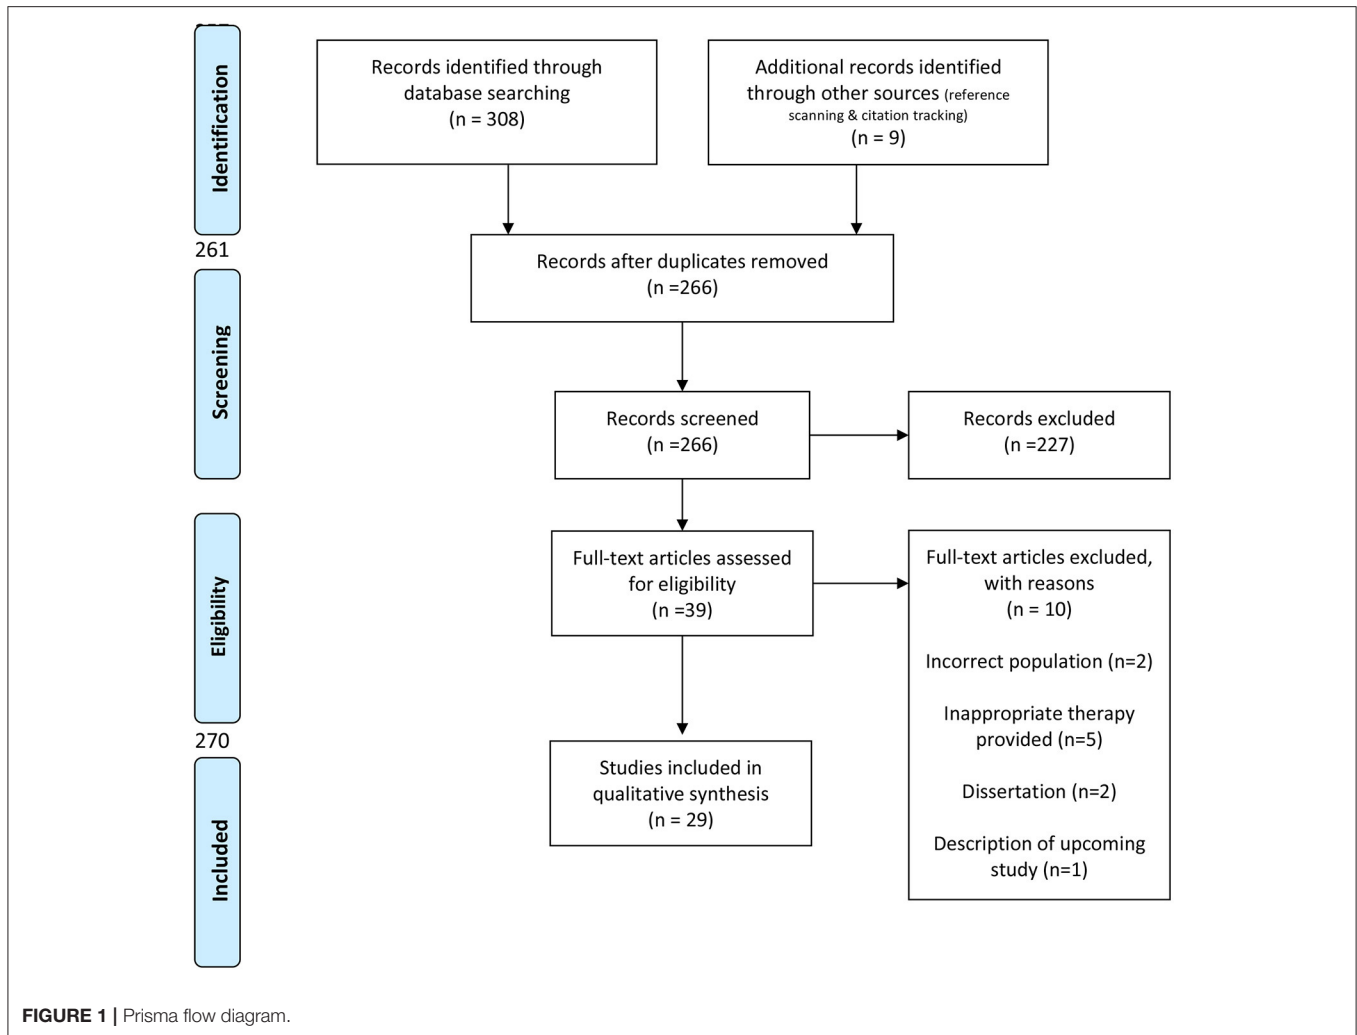 Identification
Records identified through
database searching
(n = 308)
Additional records identified
through other sources (reference
scanning & citation tracking)
(n = 9)
261
Records after duplicates removed
(n =266)
Screening
Records screened
(n =266)
Records excluded
(n =227)
Eligibility
Full-text articles assessed
for eligibility
(n =39)
Full-text articles excluded,
with reasons
(n = 10)
Incorrect population (n=2)
Inappropriate therapy
provided (n=5)
Dissertation (n=2)
Description of upcoming
study (n=1)
270
Included
Studies included in
qualitative synthesis
(n = 29)
FIGURE 1 | Prisma flow diagram.